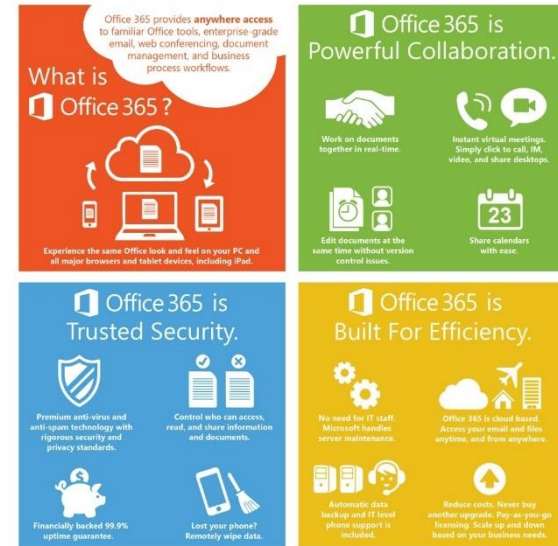 Office 365 provides anywhere access
to familiar Office tools, enterprise-grade
email, web conferencing, document
management, and business
process workflows.
What is
Office 365?
Experience the same Office look and feel on your PC and
all major browsers and tablet devices, including iPad.
Office 365 is
Powerful Collaboration.
Work on documents
together in real-time.
Instant virtual meetings.
Simply click to call, IM,
video, and share desktops.
Edit documents at the
same time without version
control issues.
23
Share calendars
with ease.
Office 365 is
Trusted Security.
Premium anti-virus and
anti-spam technology with
rigorous security and
privacy standards.
Control who can access,
read, and share information
and documents.
Financially backed 99.9%
uptime guarantee.
Lost your phone?
Remotely wipe data.
Office 365 is
Built For Efficiency.
No need for IT staff.
Microsoft handles
server maintenance.
Office 365 is cloud based.
Access your email and files
anytime, and from anywhere.
Automatic data
backup and IT level
phone support is
included.
Reduce costs. Never buy
another upgrade. Pay-as-you-go
licensing. Scale up and down
based on your business needs.